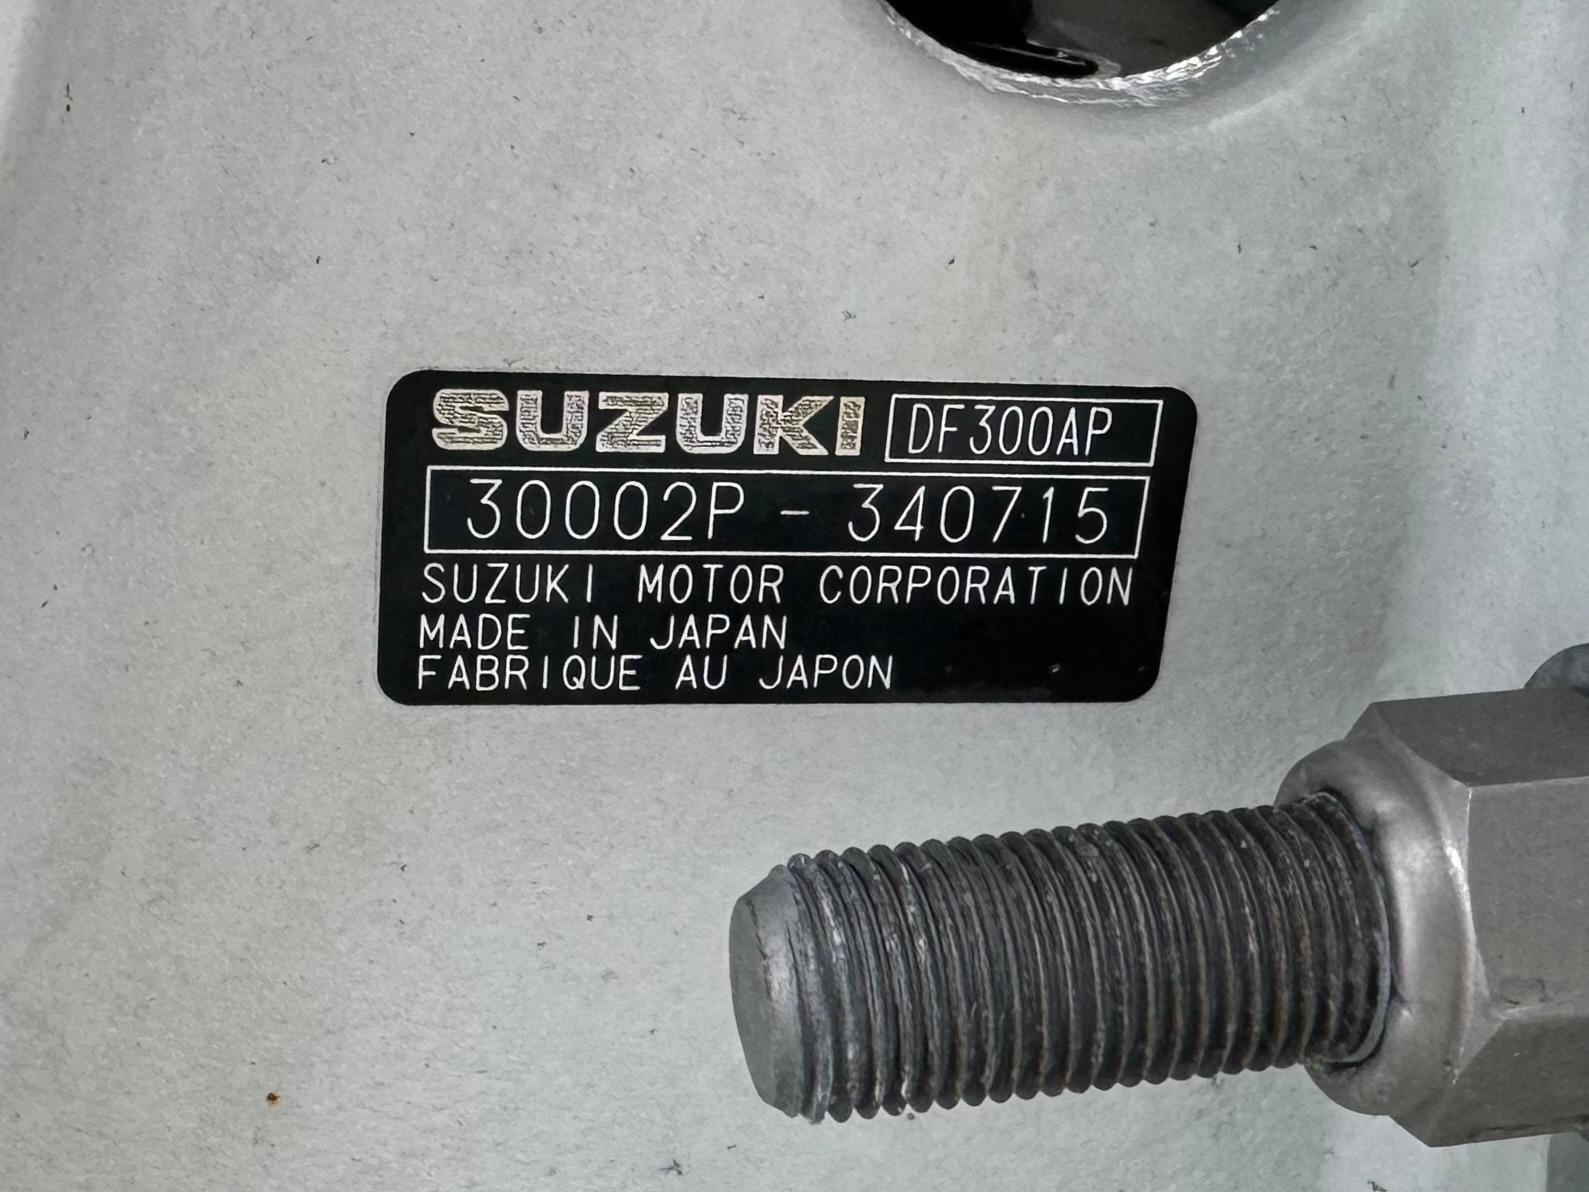 SUZUKI DF300AP
30002P - 340715
SUZUKI MOTOR CORPORATION
MADE IN JAPAN
FABRIQUE AU JAPON